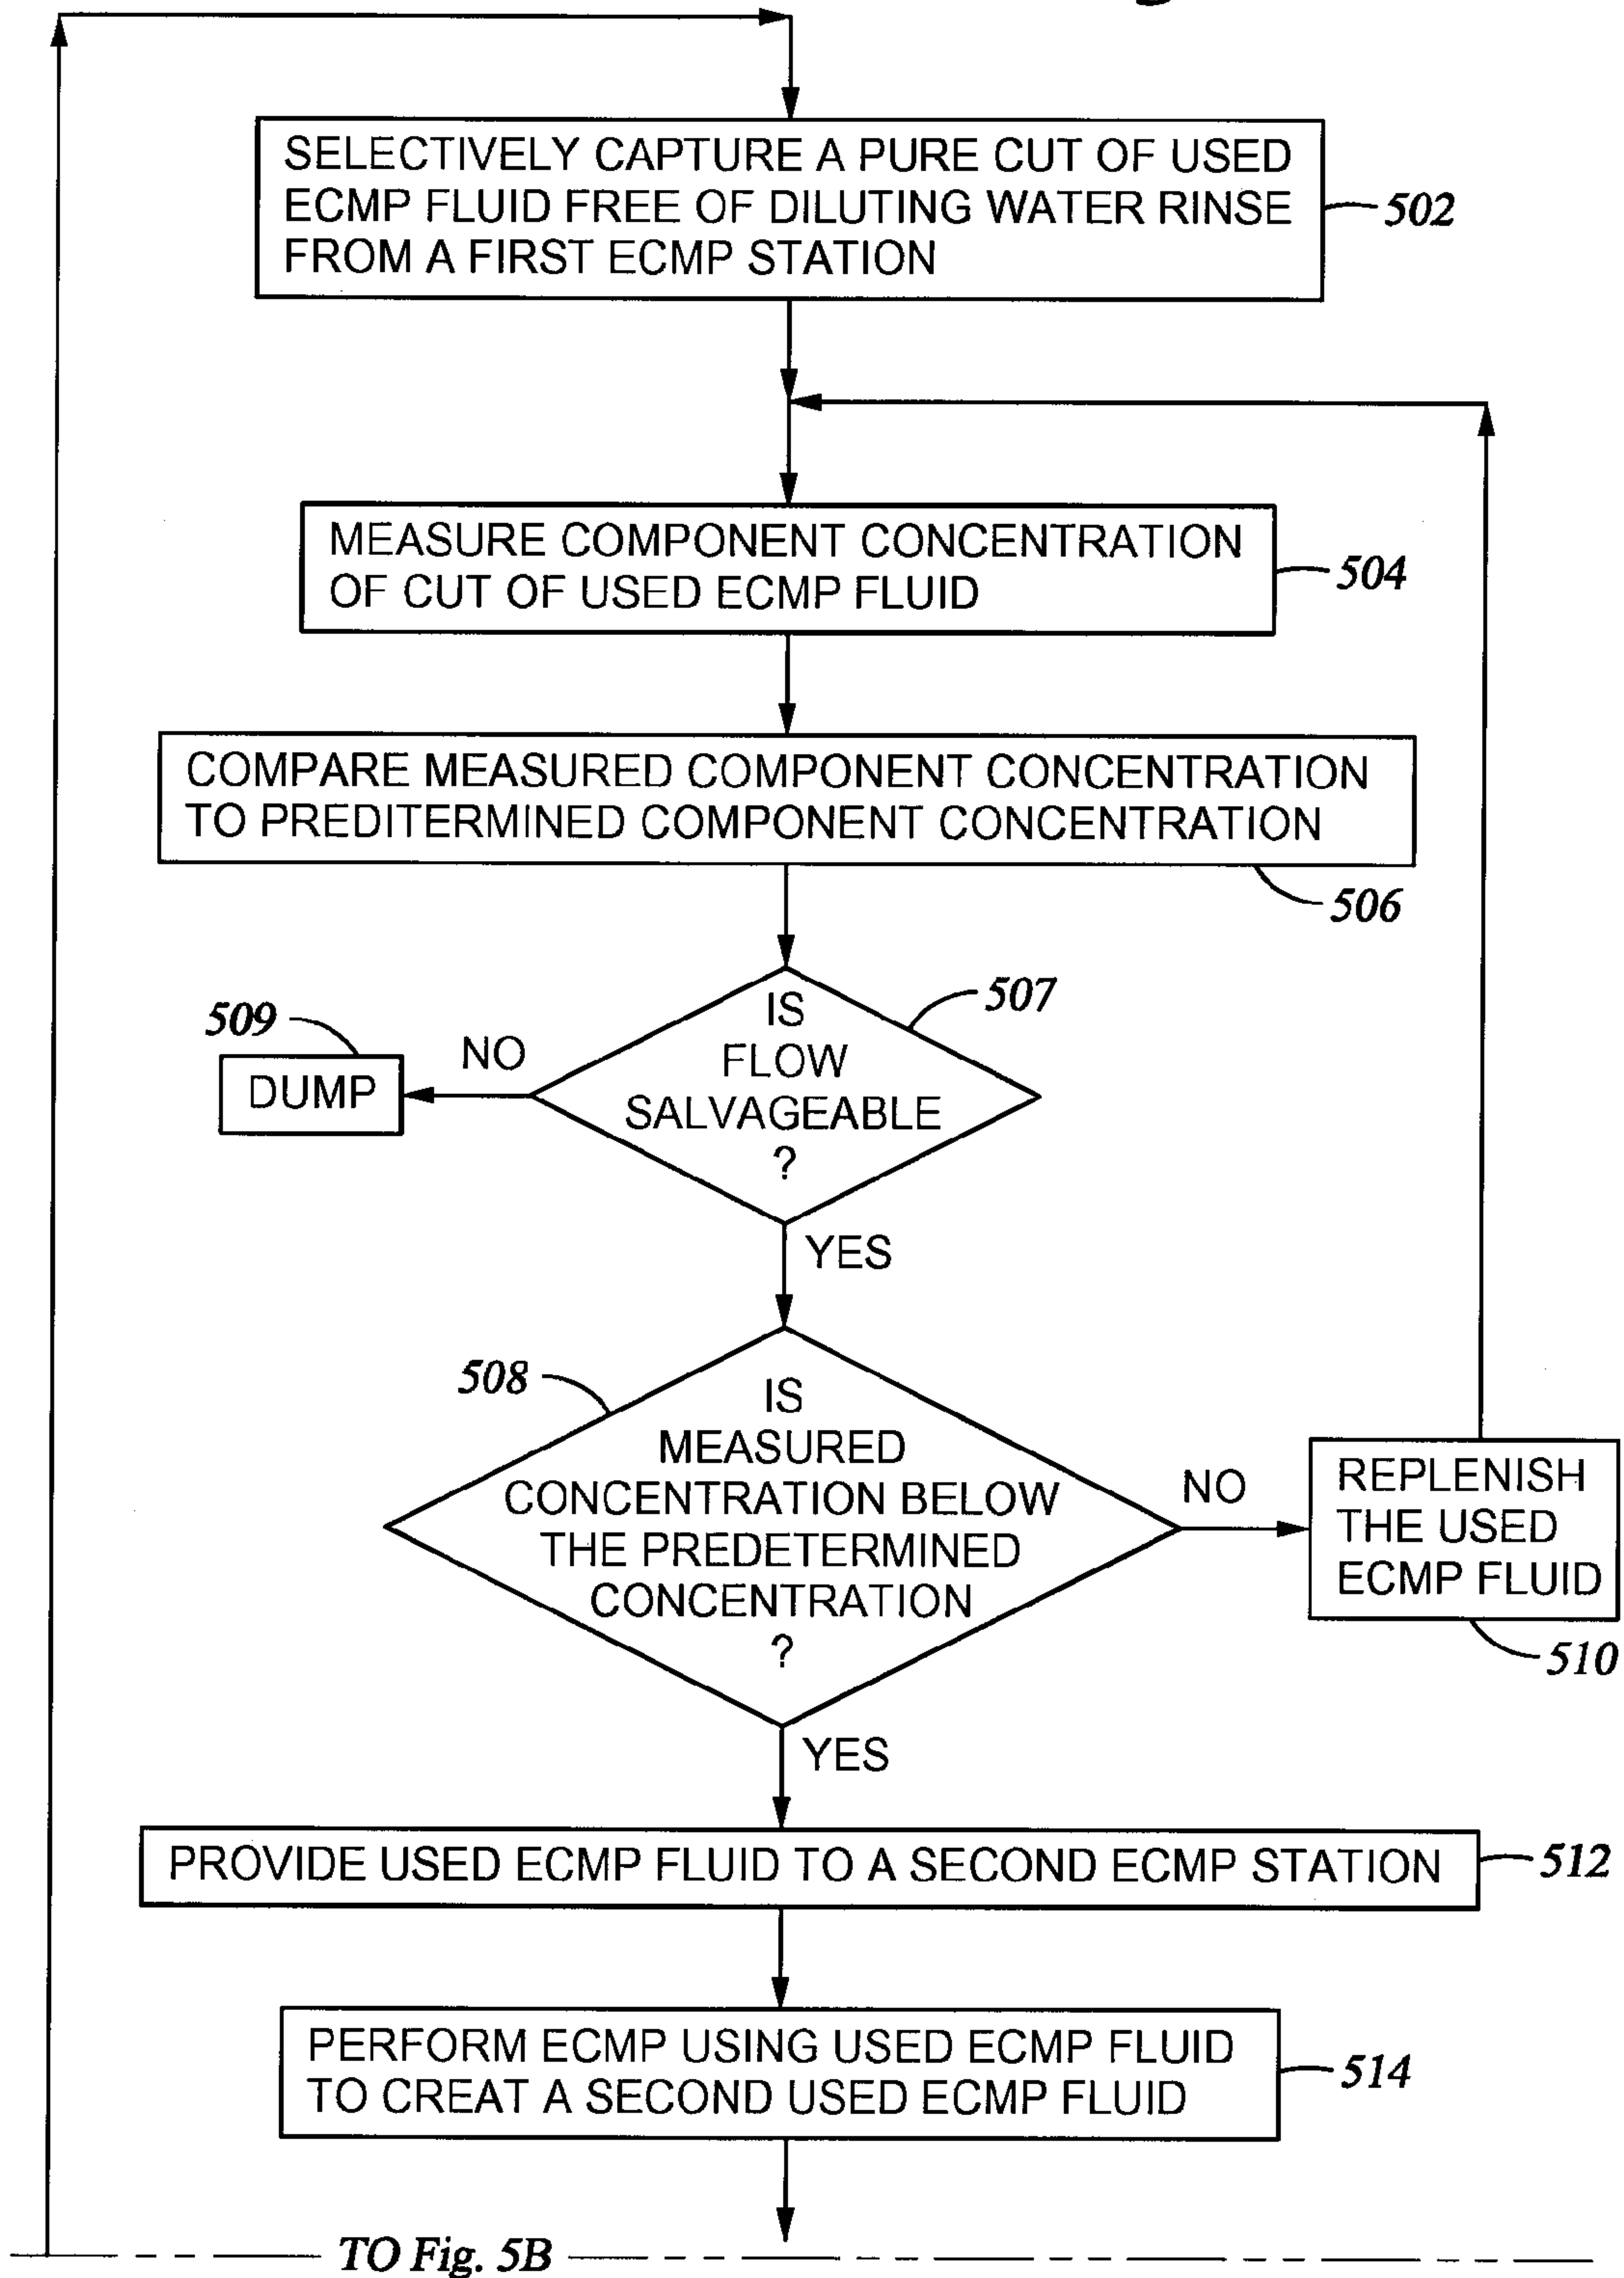 SELECTIVELY CAPTURE A PURE CUT OF USED
ECMP FLUID FREE OF DILUTING WATER RINSE
FROM A FIRST ECMP STATION
502
MEASURE COMPONENT CONCENTRATION
OF CUT OF USED ECMP FLUID
504
COMPARE MEASURED COMPONENT CONCENTRATION
TO PREDITERMINED COMPONENT CONCENTRATION
506
IS
FLOW
SALVAGEABLE
?
507
NO
509
DUMP
YES
508
IS
MEASURED
CONCENTRATION BELOW
THE PREDETERMINED
CONCENTRATION
?
NO
REPLENISH
THE USED
ECMP FLUID
510
YES
PROVIDE USED ECMP FLUID TO A SECOND ECMP STATION
512
PERFORM ECMP USING USED ECMP FLUID
TO CREAT A SECOND USED ECMP FLUID
514
TO Fig. 5B